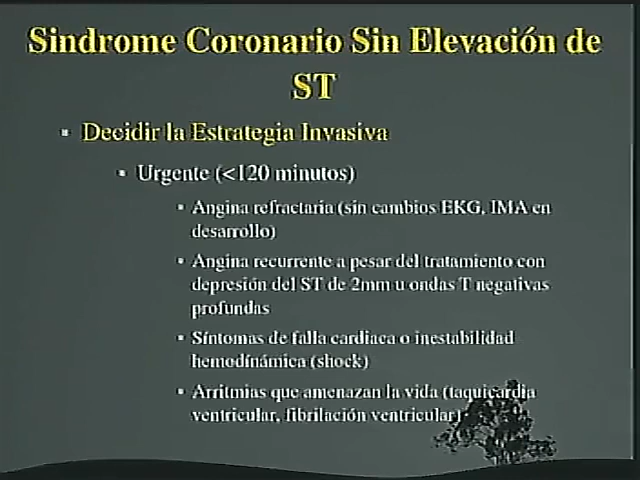 Sindrome Coronario Sin Elevación de
ST
Decidir la Estrategia Invasiva
Urgente (<120 minutos)
Angina refractaria (sin cambios EKG, IMA en
desarrollo)
Angina recurrente a pesar del tratamiento con
depresión del ST de 2mm u ondas T negativas
profundas
Síntomas de falla cardiaca o inestabilidad
hemodínámica (shock)
Arritmias que amenazan la vida (taquicardia
ventricular, fibrilación ventricular)